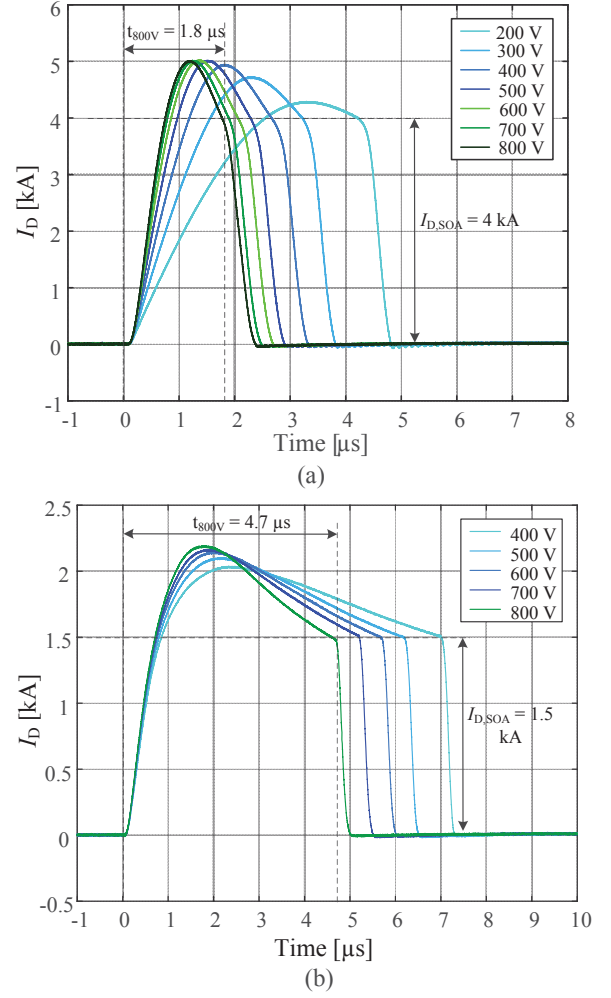 (a)
t800V = 1.8 µs
200 V
300 V
400 V
500 V
600 V
700 V
800 V
ID,SOA = 4 kA
ID [kA]
6
5
4
3
2
1
0
-1
-1 0 1 2 3 4 5 6 7 8
Time [µs]
(a)
t800V = 4.7 µs
400 V
500 V
600 V
700 V
800 V
ID,SOA = 1.5
kA
ID [kA]
2.5
2
1.5
1
0.5
0
-0.5
-1 0 1 2 3 4 5 6 7 8 9 10
Time [µs]
(b)